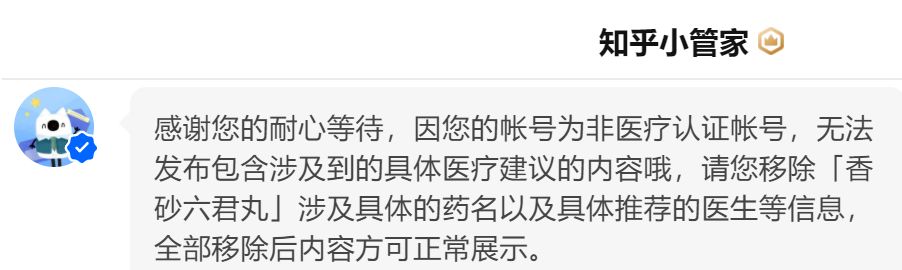 知乎小管家
感谢您的耐心等待，因您的帐号为非医疗认证帐号，无法
发布包含涉及到的具体医疗建议的内容哦，请您移除「香
砂六君丸」涉及具体的药名以及具体推荐的医生等信息，
全部移除后内容方可正常展示。